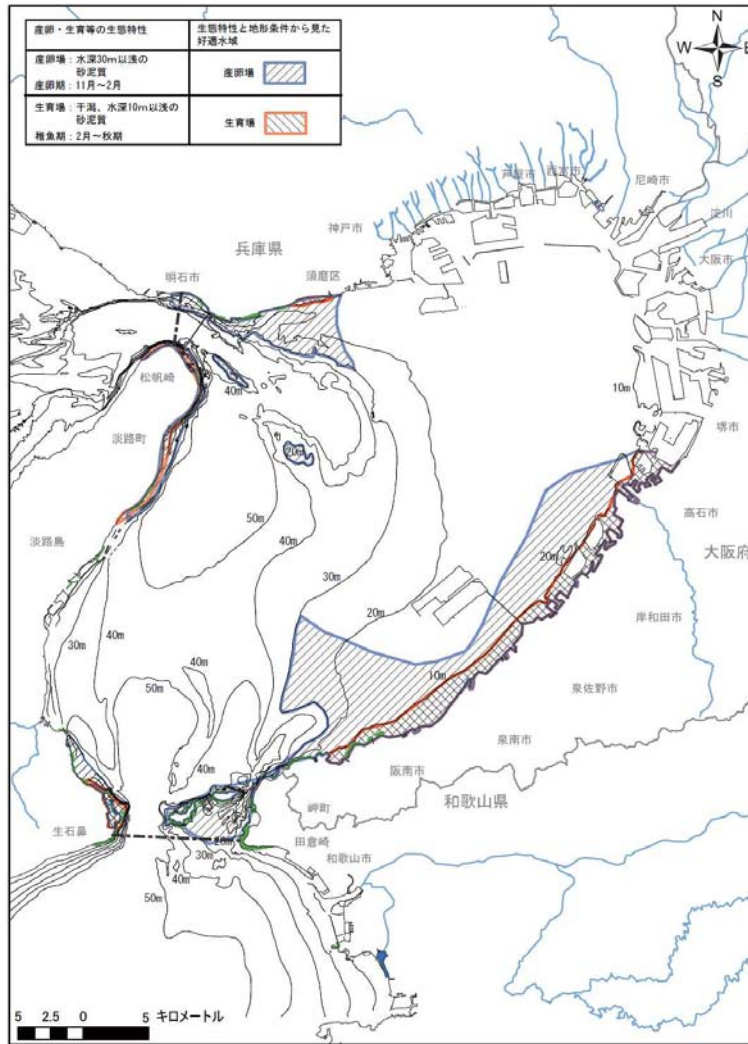 産卵・生育等の生態特性
生態特性と地形条件から見た
好適水域
産卵場:水深30m以浅の
砂泥質
産卵期:11月~2月
産卵場
生育場:干潟、水深10m以浅の
砂泥質
稚魚期:2月~秋期
生育場
N
W
E
S
芦屋市
西宮市
尼崎市
神戸市
淀川
兵庫県
大阪市
明石市
須磨区
松帆崎
40m
10m
淡路町
20m
堺市
50m
高石市
40m
大阪府
淡路島
20m
30m
20m
岸和田市
30m
40m
40m
10m
泉佐野市
50m
泉南市
40m
阪南市
和歌山県
岬町
生石鼻
20m
田倉崎
30m
和歌山市
40m
50m
5
2.5
0
5
キロメートル